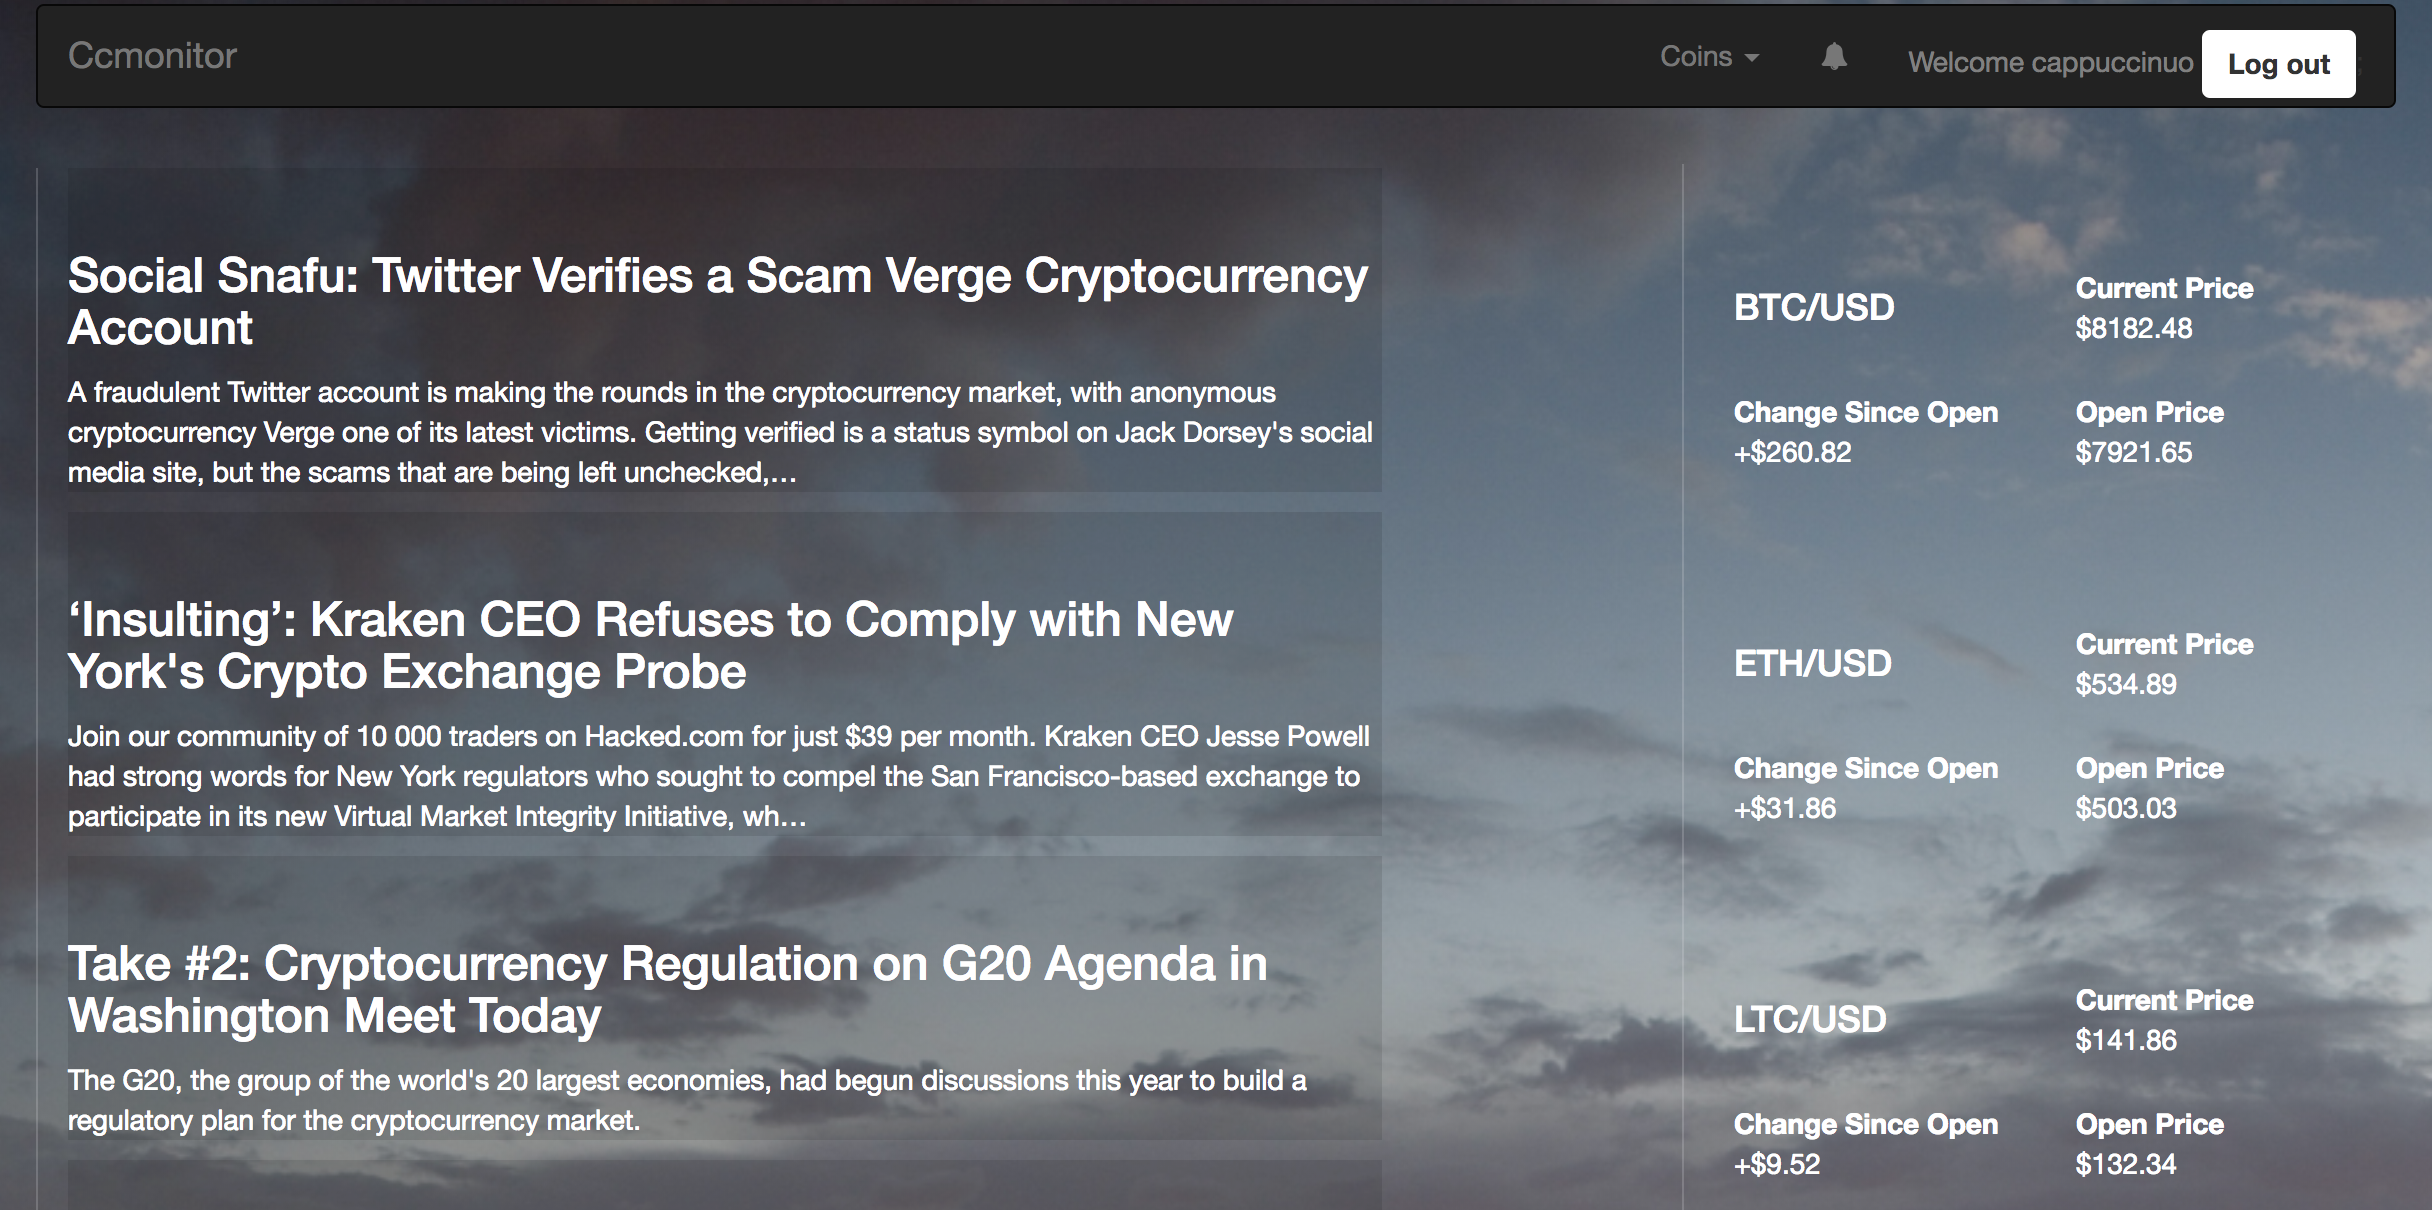 Ccmonitor
Coins
Welcome cappuccinuo
Log out
Social Snafu: Twitter Verifies a Scam Verge Cryptocurrency
Account
A fraudulent Twitter account is making the rounds in the cryptocurrency market, with anonymous
cryptocurrency Verge one of its latest victims. Getting verified is a status symbol on Jack Dorsey's social
media site, but the scams that are being left unchecked,…
‘Insulting’: Kraken CEO Refuses to Comply with New
York's Crypto Exchange Probe
Join our community of 10 000 traders on Hacked.com for just $39 per month. Kraken CEO Jesse Powell
had strong words for New York regulators who sought to compel the San Francisco-based exchange to
participate in its new Virtual Market Integrity Initiative, wh…
Take #2: Cryptocurrency Regulation on G20 Agenda in
Washington Meet Today
The G20, the group of the world's 20 largest economies, had begun discussions this year to build a
regulatory plan for the cryptocurrency market.
BTC/USD
Current Price
$8182.48
Change Since Open
+$260.82
Open Price
$7921.65
ETH/USD
Current Price
$534.89
Change Since Open
+$31.86
Open Price
$503.03
LTC/USD
Current Price
$141.86
Change Since Open
+$9.52
Open Price
$132.34